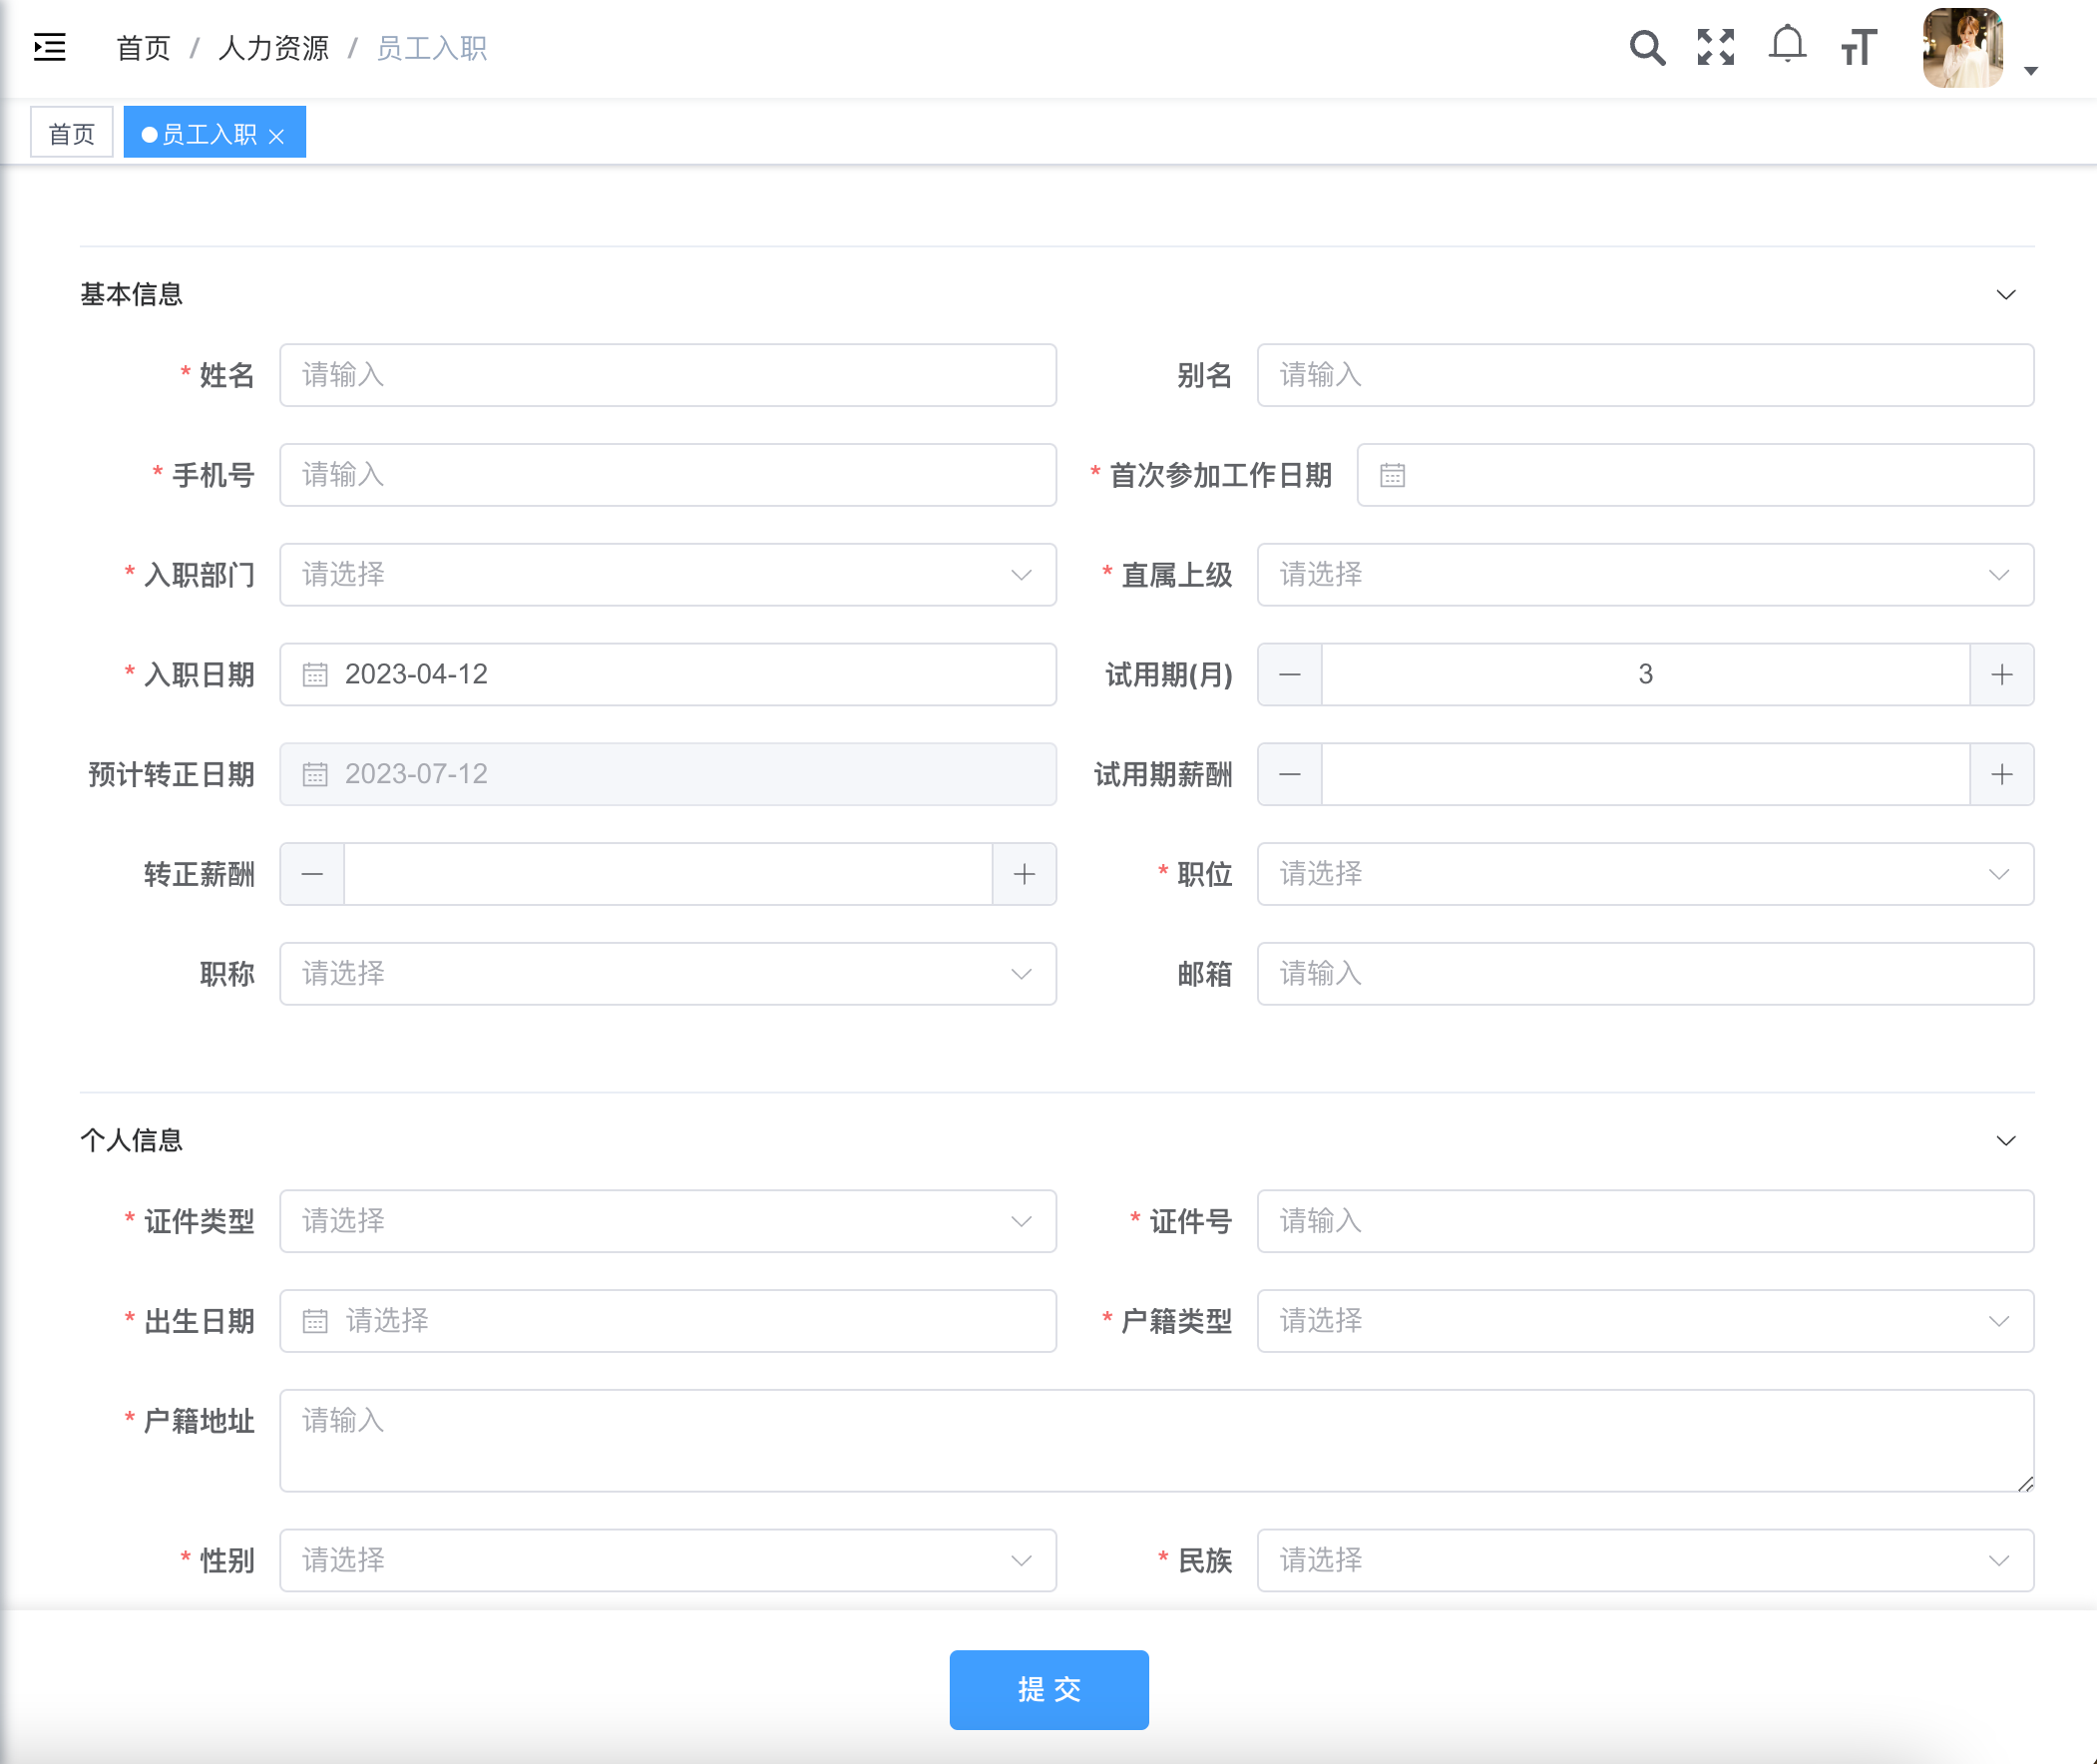 首页 / 人力资源 / 员工入职
首页 员工入职
基本信息
* 姓名 请输入 别名 请输入
* 手机号 请输入 * 首次参加工作日期
* 入职部门 请选择 * 直属上级 请选择
* 入职日期 2023-04-12 试用期(月) 3
预计转正日期 2023-07-12 试用期薪酬
转正薪酬 * 职位 请选择
职称 请选择 邮箱 请输入
个人信息
* 证件类型 请选择 * 证件号 请输入
* 出生日期 请选择 * 户籍类型 请选择
* 户籍地址 请输入
* 性别 请选择 * 民族 请选择
提交